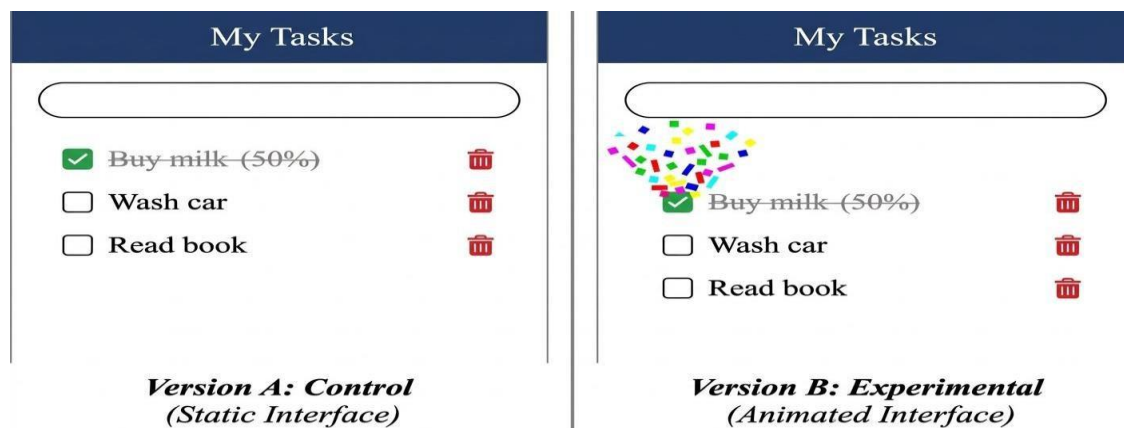 My Tasks
Buy milk (50%)
Wash car
Read book
Version A: Control
(Static Interface)
My Tasks
Buy milk (50%)
Wash car
Read book
Version B: Experimental
(Animated Interface)